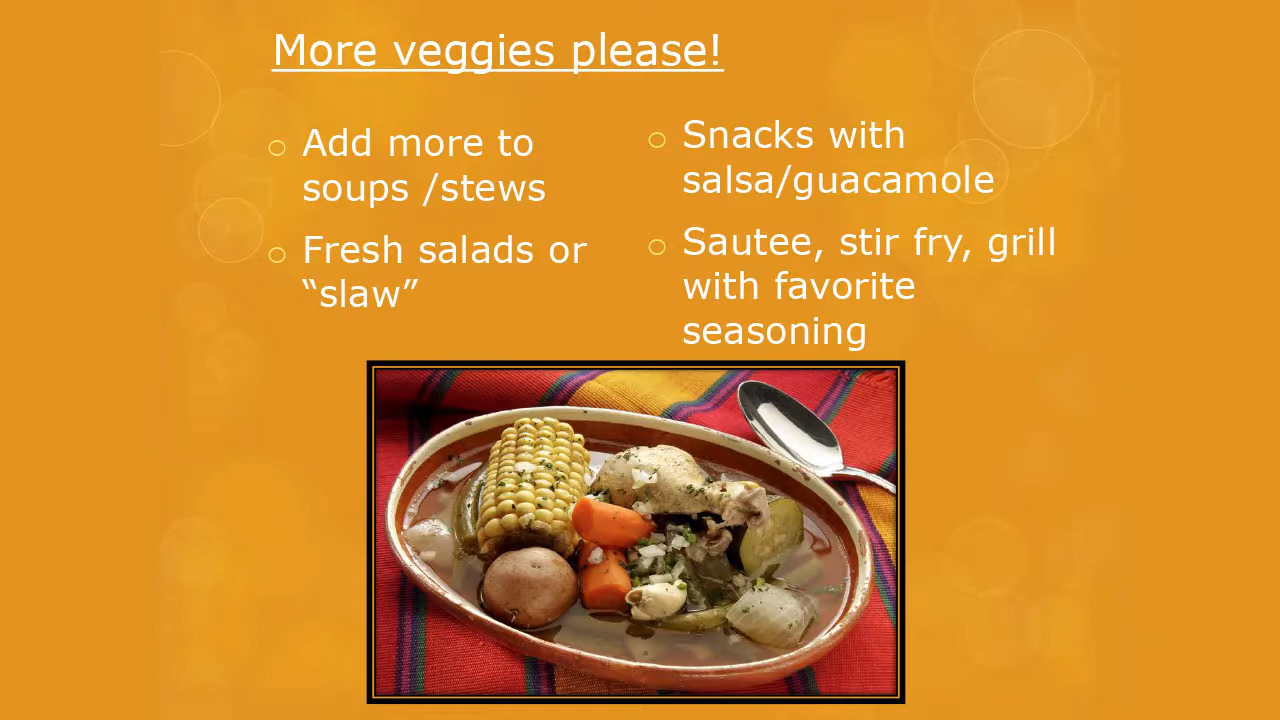 More veggies please!
Add more to
soups /stews
Fresh salads or
“slaw”
Snacks with
salsa/guacamole
Sautee, stir fry, grill
with favorite
seasoning